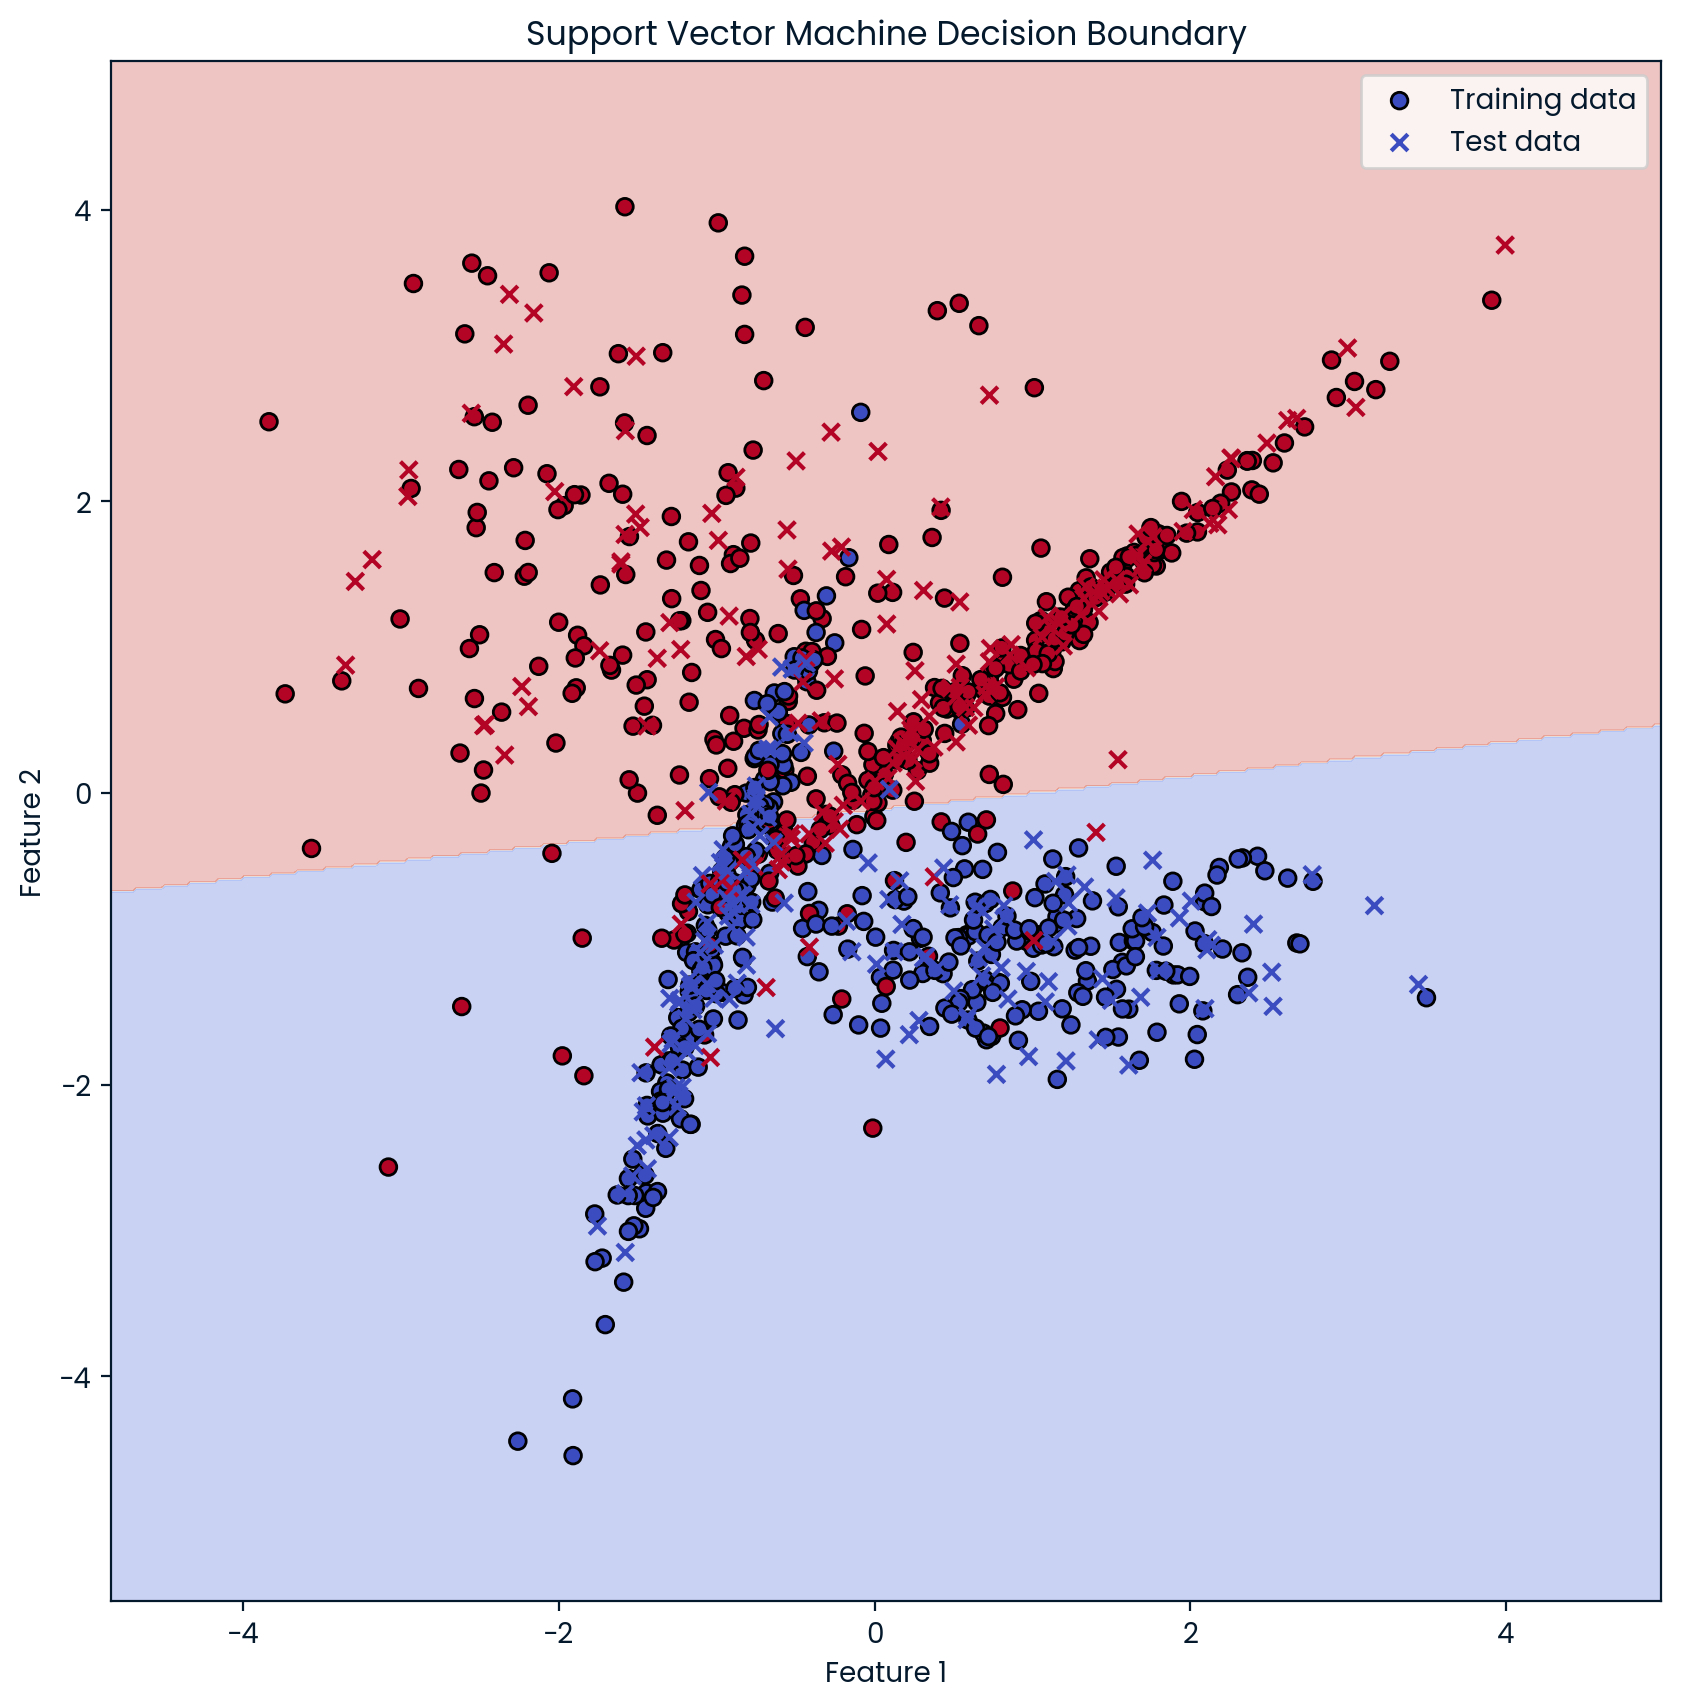 Support Vector Machine Decision Boundary
Training data
Test data
4
2
0
−2
−4
Feature 2
−4
−2
0
2
4
Feature 1